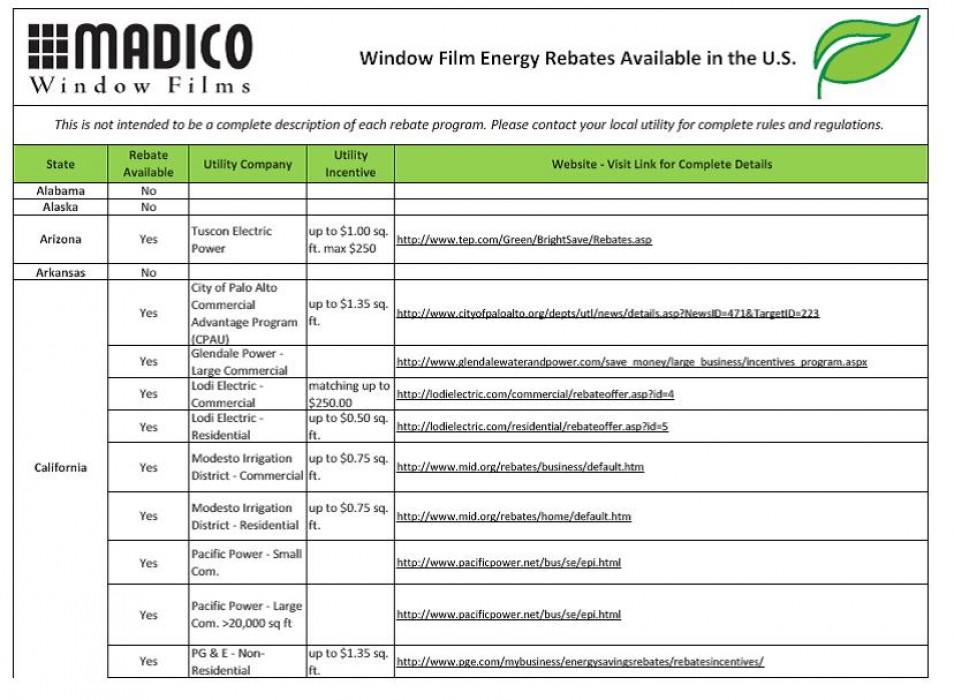 MADICO
Window Films
Window Film Energy Rebates Available in the U.S.
This is not intended to be a complete description of each rebate program. Please contact your local utility for complete rules and regulations.
State
Rebate
Available
Utility Company
Utility
Incentive
Website - Visit Link for Complete Details
Alabama
No
Alaska
No
Arizona
Yes
Tuscon Electric
Power
up to $1.00 sq.
ft. max $250
http://www.tep.com/Green/BrightSave/Rebates.asp
Arkansas
No
California
Yes
City of Palo Alto
Commercial
Advantage Program
(CPAU)
up to $1.35 sq.
ft.
http://www.cityofpaloalto.org/depts/utl/news/details.asp?NewsID=471&TargetID=223
Yes
Glendale Power -
Large Commercial
http://www.glendalewaterandpower.com/save_money/large_business/incentives_program.aspx
Yes
Lodi Electric -
Commercial
matching up to
$250.00
http://lodielectric.com/commercial/rebateoffer.asp?id=4
Yes
Lodi Electric -
Residential
up to $0.50 sq.
ft.
http://lodielectric.com/residential/rebateoffer.asp?id=5
Yes
Modesto Irrigation
District - Commercial
up to $0.75 sq.
ft.
http://www.mid.org/rebates/business/default.htm
Yes
Modesto Irrigation
District - Residential
up to $0.75 sq.
ft.
http://www.mid.org/rebates/home/default.htm
Yes
Pacific Power - Small
Com.
http://www.pacificpower.net/bus/se/epi.html
Yes
Pacific Power - Large
Com. >20,000 sq ft
http://www.pacificpower.net/bus/se/epi.html
Yes
PG & E - Non-
Residential
up to $1.35 sq.
ft.
http://www.pge.com/mybusiness/energysavingsrebates/rebatesincentives/